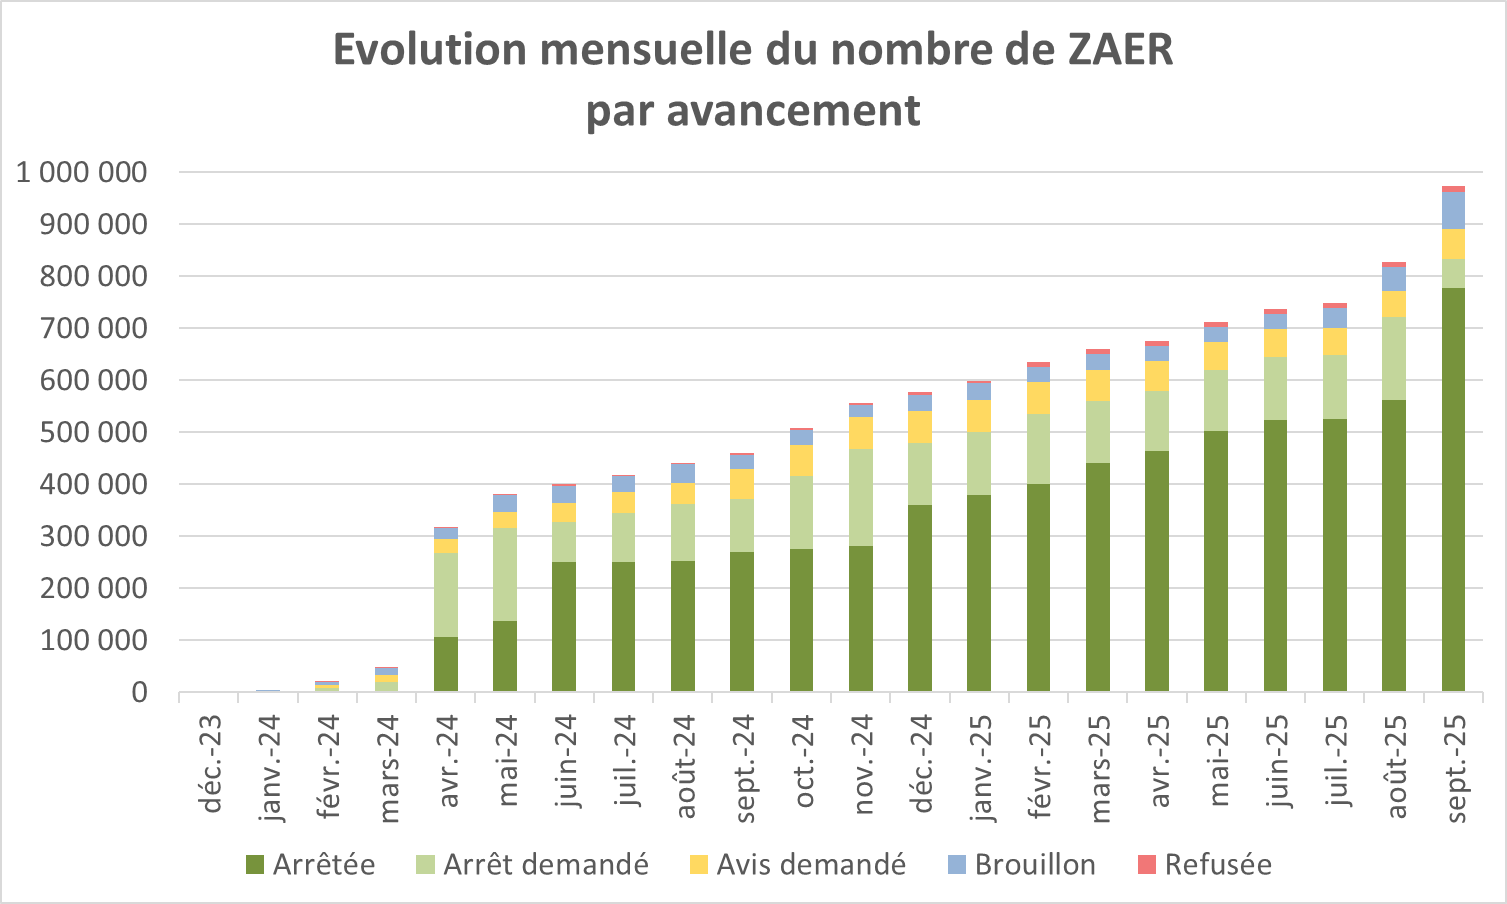 Evolution mensuelle du nombre de ZAER
par avancement
1 000 000
900 000
800 000
700 000
600 000
500 000
400 000
300 000
200 000
100 000
0
déc.-23
janv.-24
févr.-24
mars-24
avr.-24
mai-24
juin-24
juil.-24
août-24
sept.-24
oct.-24
nov.-24
déc.-24
janv.-25
févr.-25
mars-25
avr.-25
mai-25
juin-25
juil.-25
août-25
sept.-25
Arrêtée Arrêt demandé Avis demandé Brouillon Refusée